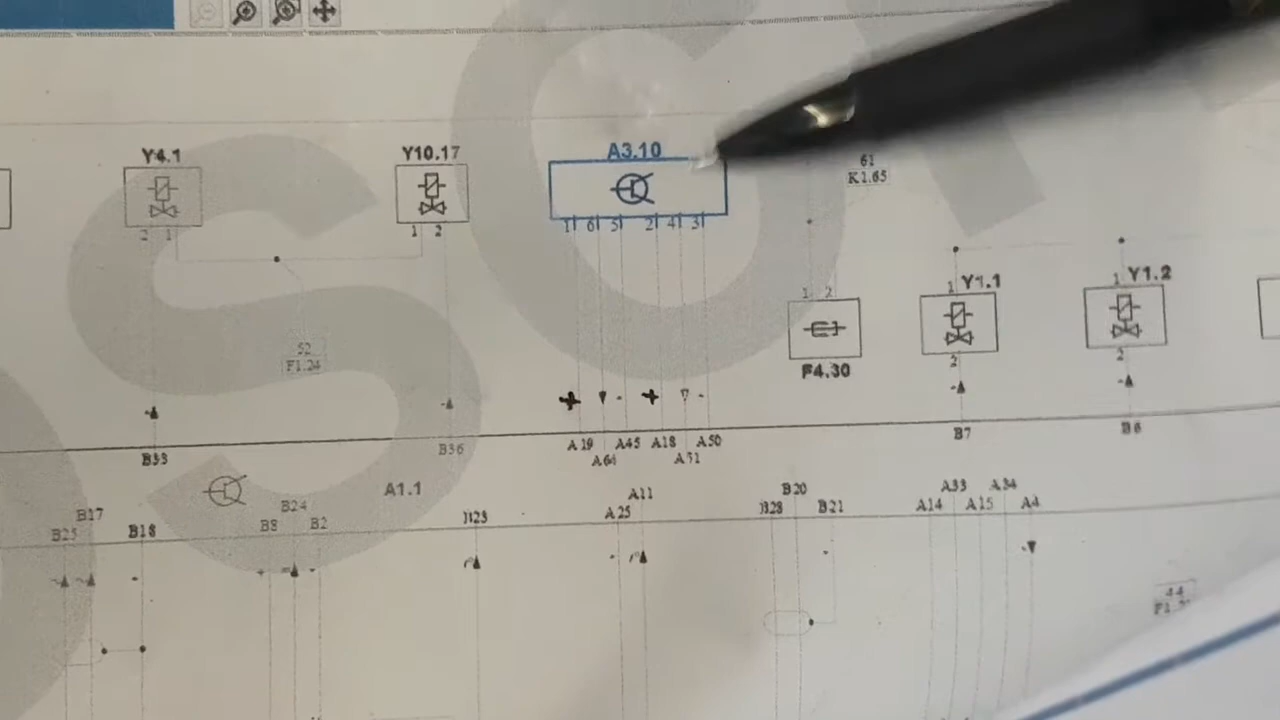 Y4.1
Y10.17
A3.10
61
K1.65
1 6 5 2 4 3
2 1
1 2
Y1.1
Y1.2
1
1
1 2
F4.30
2
2
52
F1.24
B33
B36
A19 A45 A18 A50
A64 A51
B7
B6
A1.1
B17
B25
B18
B24
B8
B2
A11
A25
B20
B21
A33
A34
A14
A15
A4
44